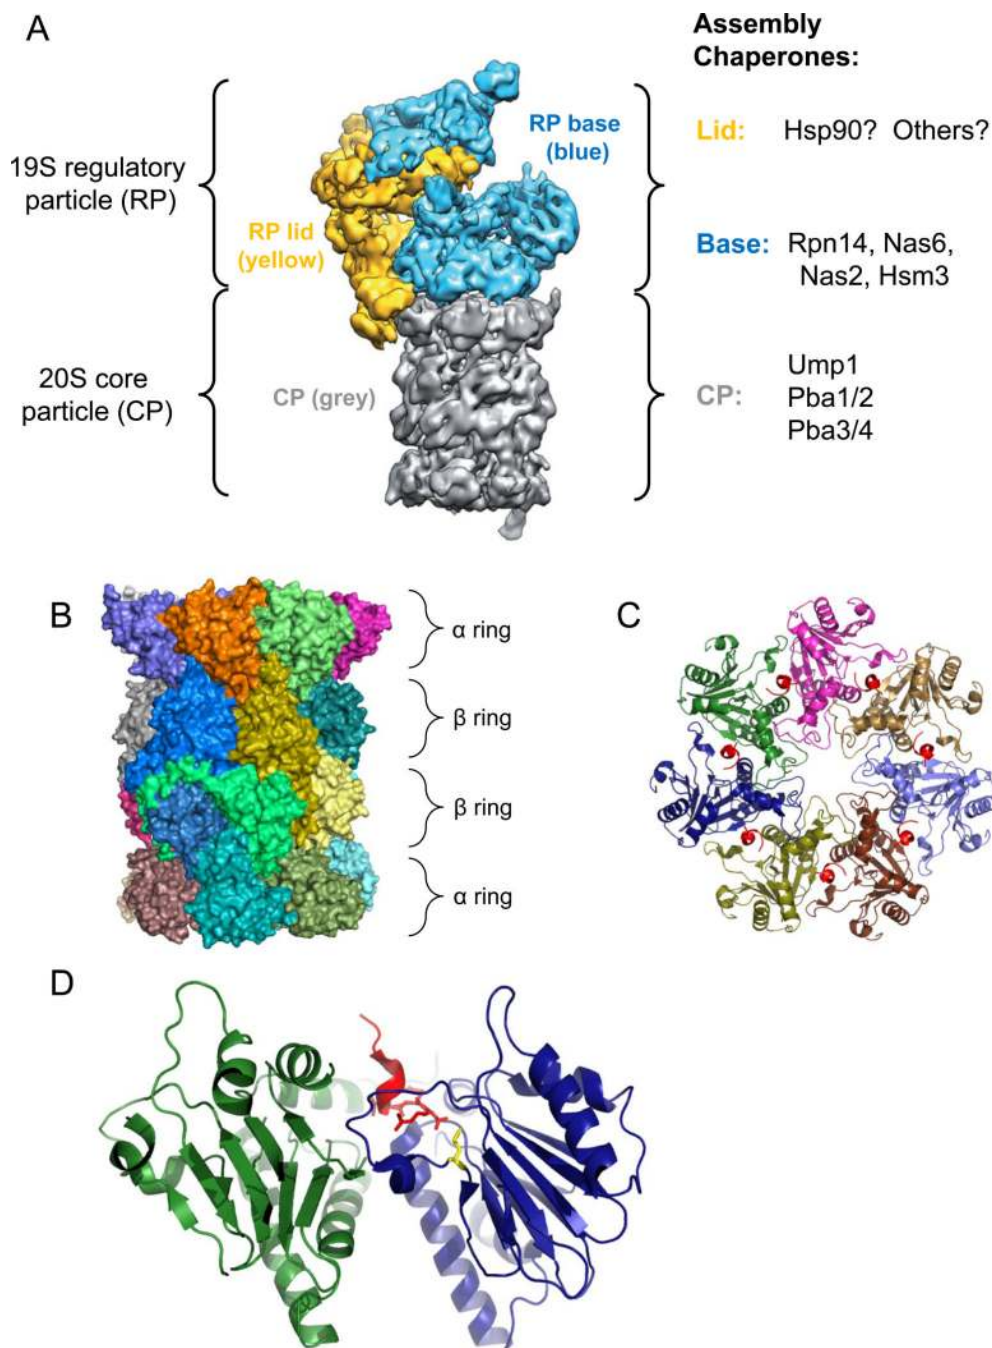 A
Assembly
Chaperones:
19S regulatory
particle (RP)
RP base
(blue)
RP lid
(yellow)
Lid: Hsp90? Others?
Base: Rpn14, Nas6,
Nas2, Hsm3
20S core
particle (CP)
CP (grey)
CP:
Ump1
Pba1/2
Pba3/4
B
α ring
β ring
β ring
α ring
C
D